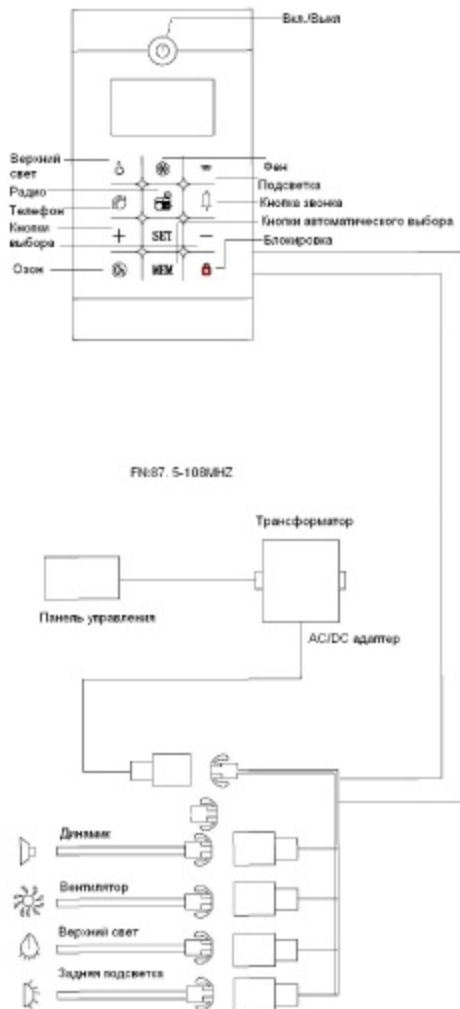 Вкл./Выкл
Верхний
свет
Радио
Телефон
Кнопки
выбора
Озон
Фен
Подсветка
Кнопка звонка
Кнопки автоматического выбора
Блокировка
SET
MEM
FN:87. 5-108MHZ
Трансформатор
Панель управления
AC/DC адаптер
Динамик
Вентилятор
Верхний свет
Задняя подсветка